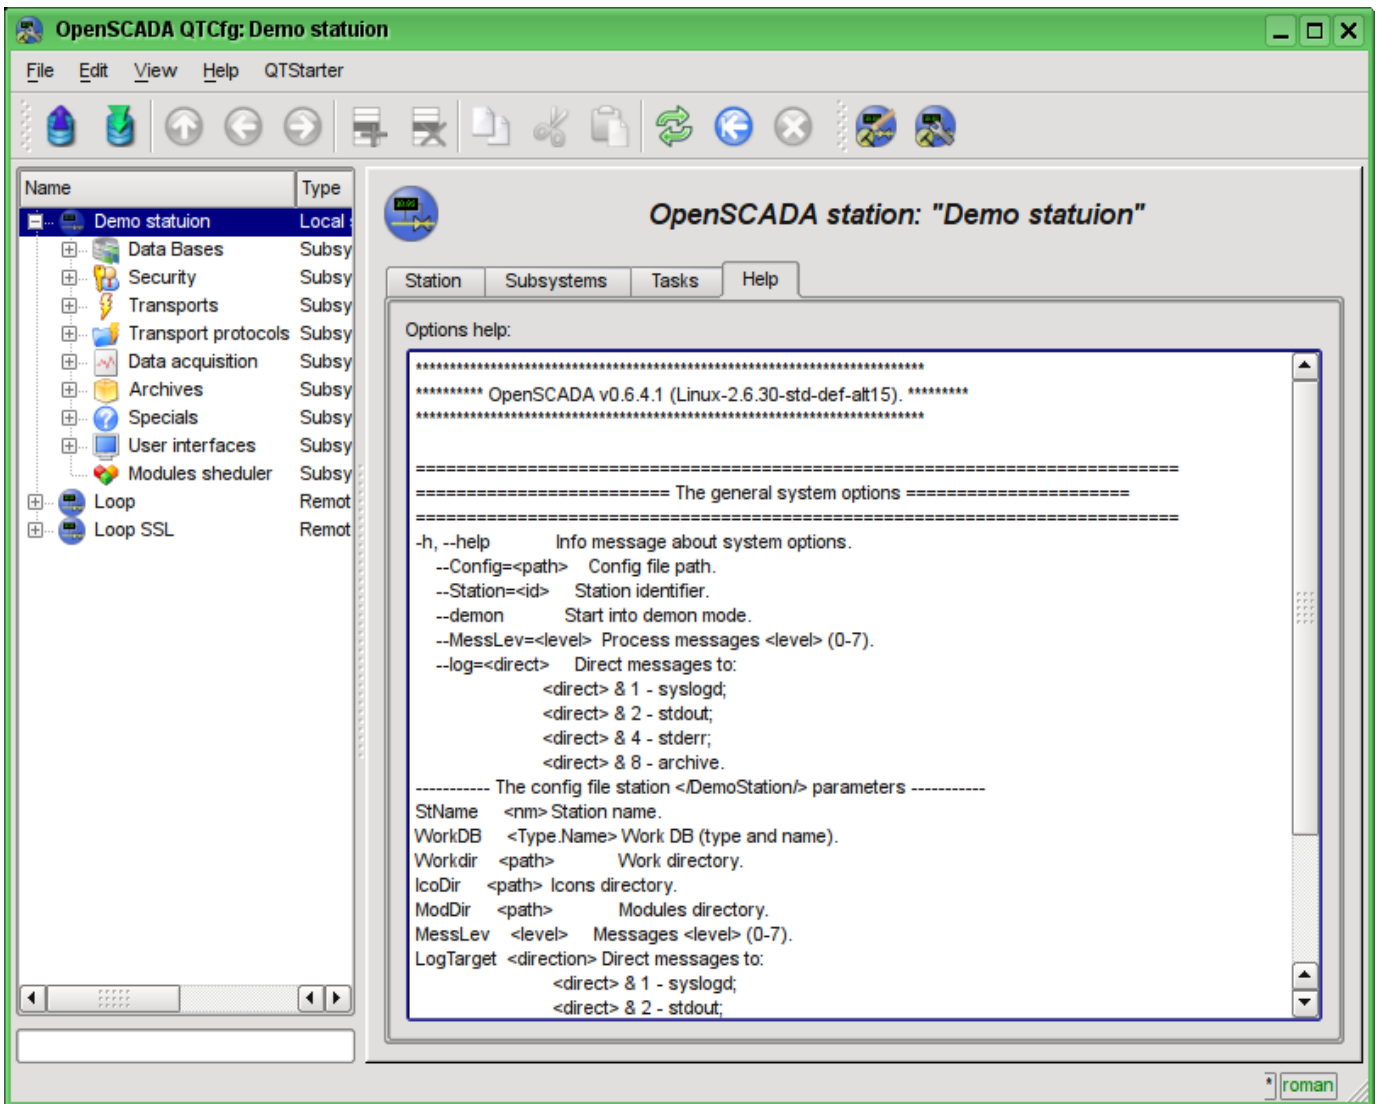 OpenSCADA QTCfg: Demo statuion
File Edit View Help QTStarter
Name Type
Demo statuion Local
Data Bases Subsy
Security Subsy
Transports Subsy
Transport protocols Subsy
Data acquisition Subsy
Archives Subsy
Specials Subsy
User interfaces Subsy
Modules sheduler Subsy
Loop Remot
Loop SSL Remot
OpenSCADA station: "Demo statuion"
Station Subsystems Tasks Help
Options help:
***************************************************************************
********** OpenSCADA v0.6.4.1 (Linux-2.6.30-std-def-alt15). *********
***************************************************************************
===========================================================================
========================= The general system options ======================
===========================================================================
-h, --help Info message about system options.
--Config=<path> Config file path.
--Station=<id> Station identifier.
--demon Start into demon mode.
--MessLev=<level> Process messages <level> (0-7).
--log=<direct> Direct messages to:
<direct> & 1 - syslogd;
<direct> & 2 - stdout;
<direct> & 4 - stderr;
<direct> & 8 - archive.
----------- The config file station </DemoStation/> parameters -----------
StName <nm> Station name.
WorkDB <Type.Name> Work DB (type and name).
Workdir <path> Work directory.
IcoDir <path> Icons directory.
ModDir <path> Modules directory.
MessLev <level> Messages <level> (0-7).
LogTarget <direction> Direct messages to:
<direct> & 1 - syslogd;
<direct> & 2 - stdout;
* roman